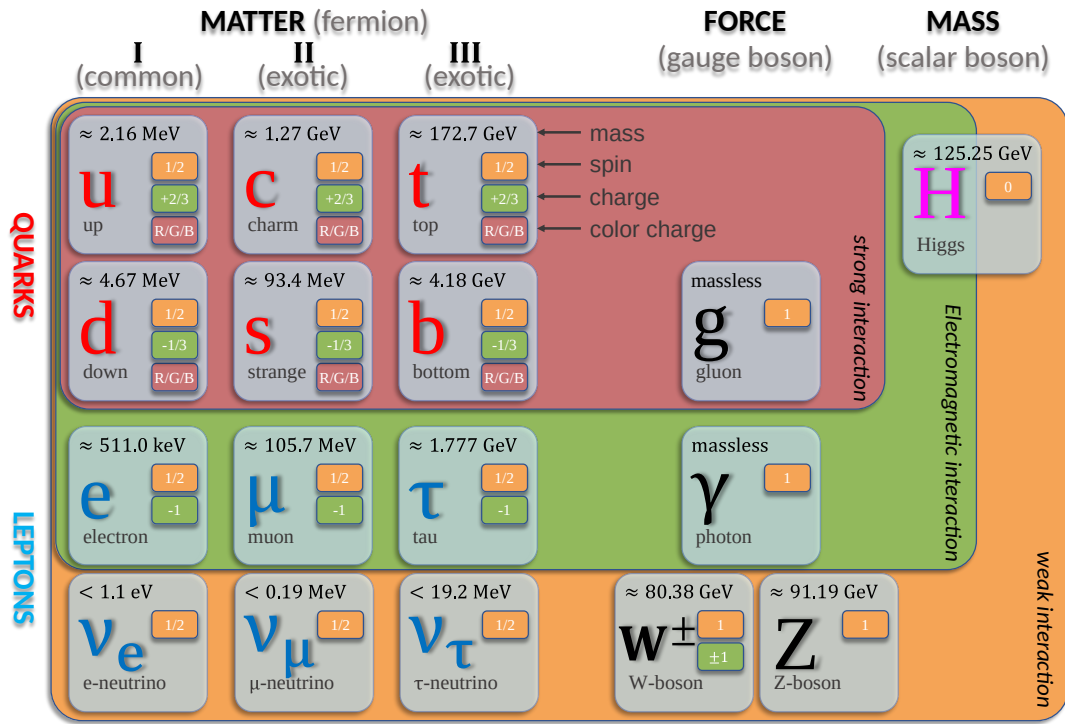 MATTER (fermion)
FORCE
MASS
I
II
III
(gauge boson)
(scalar boson)
(common)
(exotic)
(exotic)
QUARKS
LEPTONS
≈ 2.16 MeV
1/2
u
+2/3
R/G/B
up
≈ 1.27 GeV
1/2
c
+2/3
R/G/B
charm
≈ 172.7 GeV
1/2
t
+2/3
R/G/B
top
mass
spin
charge
color charge
≈ 125.25 GeV
H
0
Higgs
≈ 4.67 MeV
1/2
d
-1/3
R/G/B
down
≈ 93.4 MeV
1/2
s
-1/3
R/G/B
strange
≈ 4.18 GeV
1/2
b
-1/3
R/G/B
bottom
massless
g
1
gluon
strong interaction
≈ 511.0 keV
1/2
e
-1
electron
≈ 105.7 MeV
1/2
μ
-1
muon
≈ 1.777 GeV
1/2
τ
-1
tau
massless
γ
1
photon
Electromagnetic interaction
< 1.1 eV
νe
1/2
e-neutrino
< 0.19 MeV
νμ
1/2
μ-neutrino
< 19.2 MeV
ντ
1/2
τ-neutrino
≈ 80.38 GeV
W±
1
±1
W-boson
≈ 91.19 GeV
Z
1
Z-boson
weak interaction